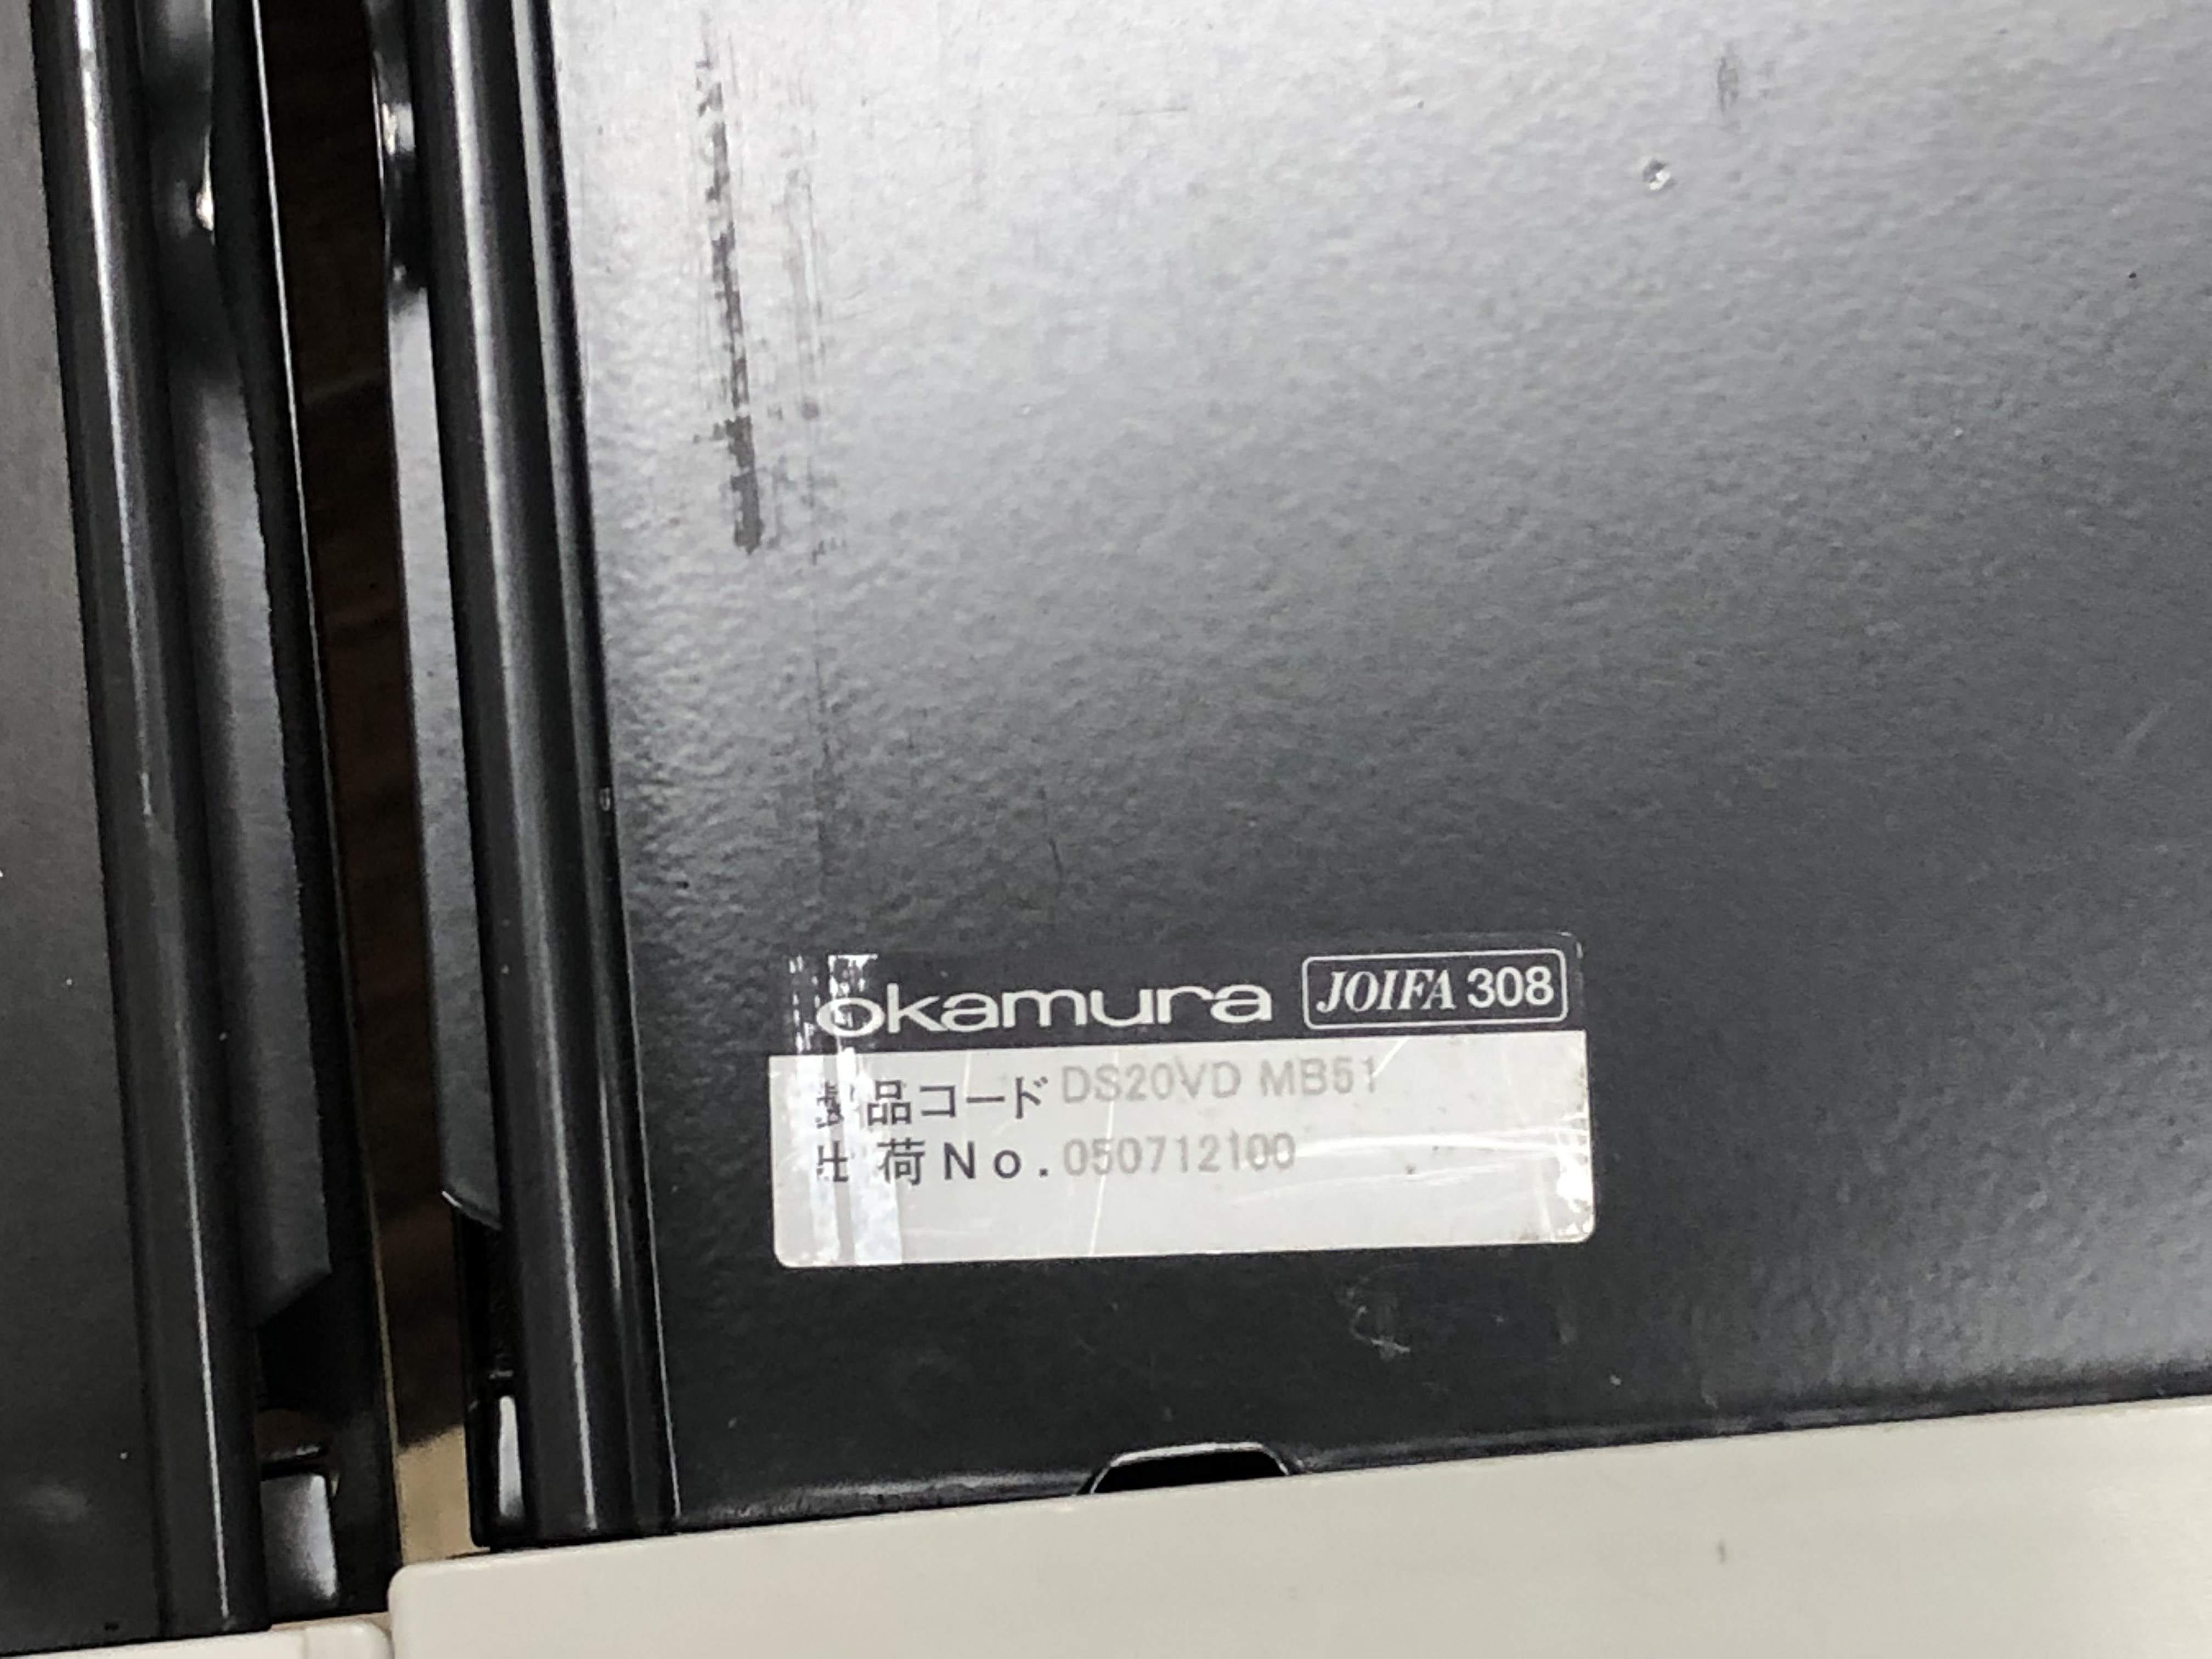 okamura JOIFA 308
製品コード DS20VD MB51
出荷No. 050712100